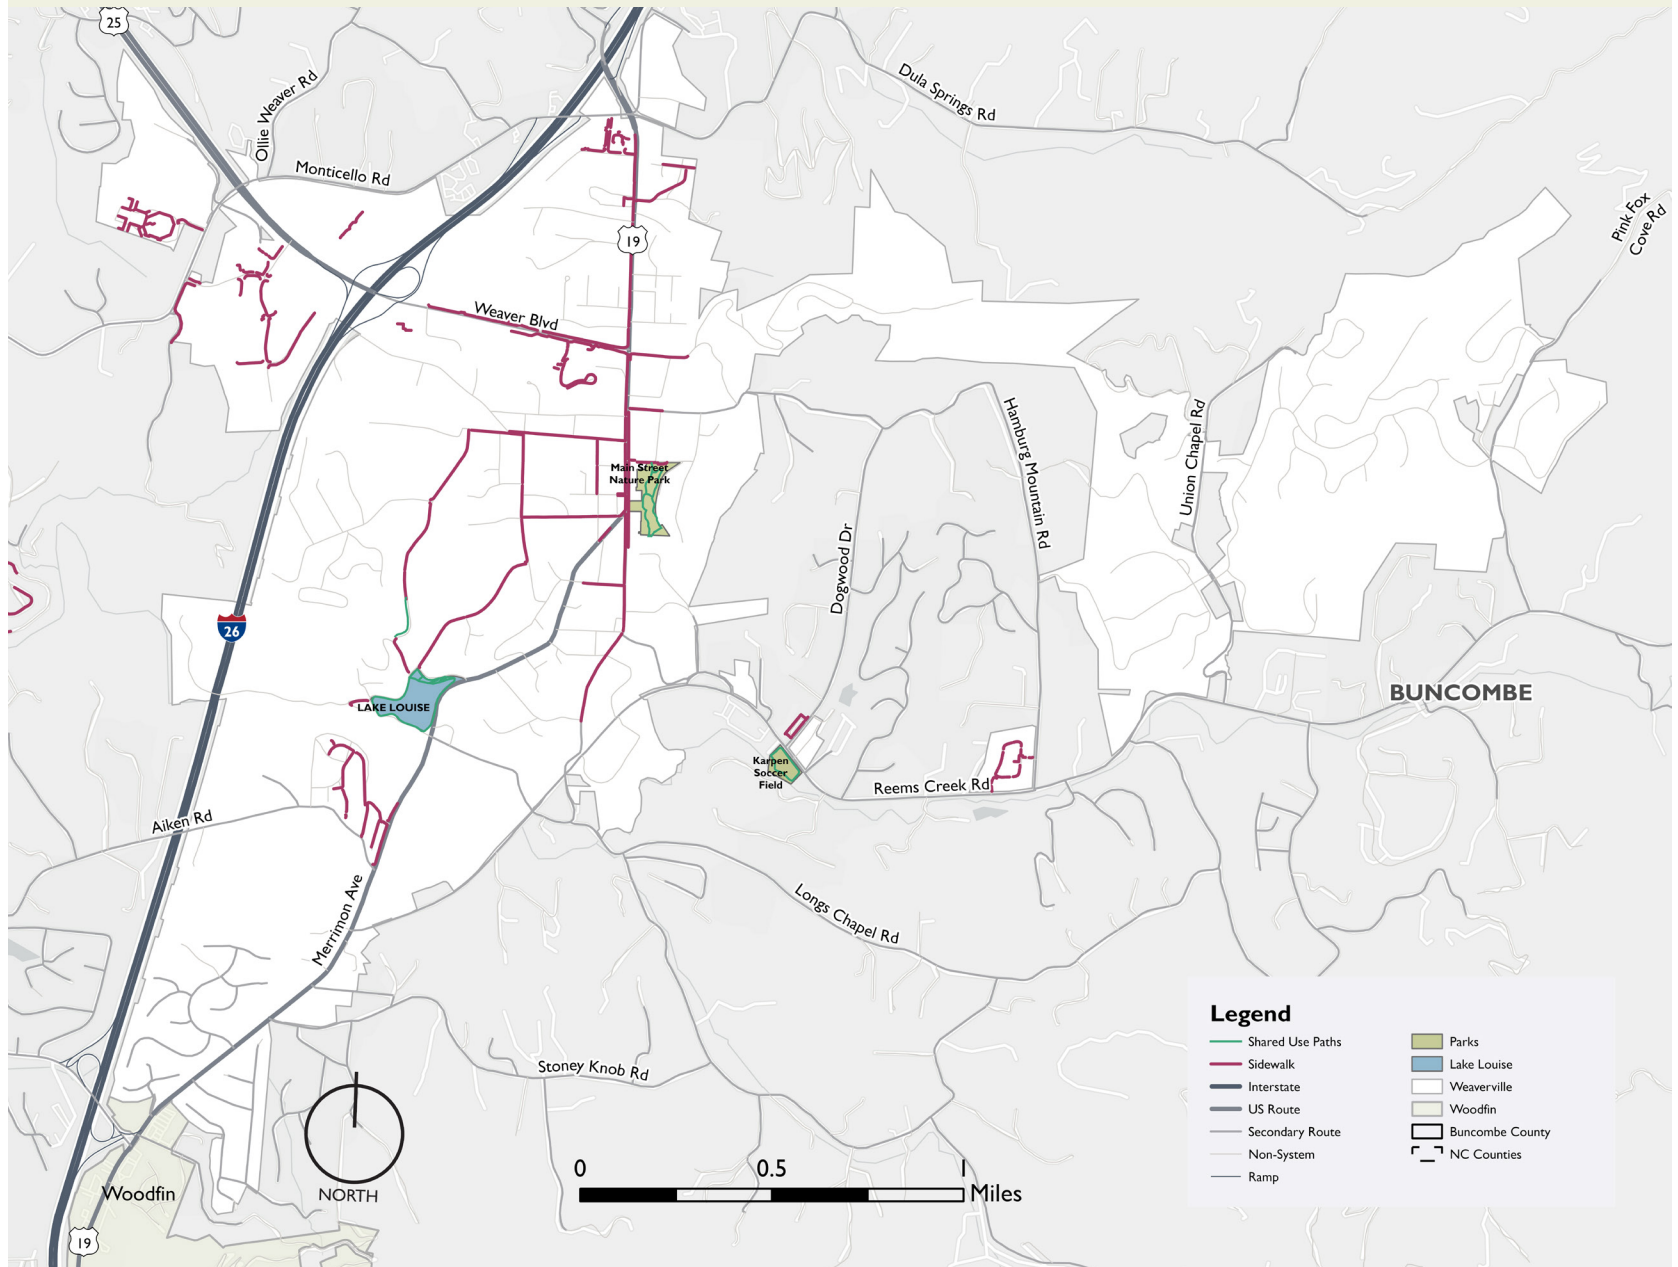 25
Ollie Weaver Rd
Dula Springs Rd
Monticello Rd
Pink Fox
Cove Rd
19
Weaver Blvd
Hamburg Mountain Rd
Union Chapel Rd
Main Street
Nature Park
Dogwood Dr
26
BUNCOMBE
LAKE LOUISE
Karpen
Soccer
Field
Reems Creek Rd
Aiken Rd
Merrimon Ave
Longs Chapel Rd
Stoney Knob Rd
Woodfin
19
NORTH
0 0.5 1
Miles
Legend
Shared Use Paths
Sidewalk
Interstate
US Route
Secondary Route
Non-System
Ramp
Parks
Lake Louise
Weaverville
Woodfin
Buncombe County
NC Counties